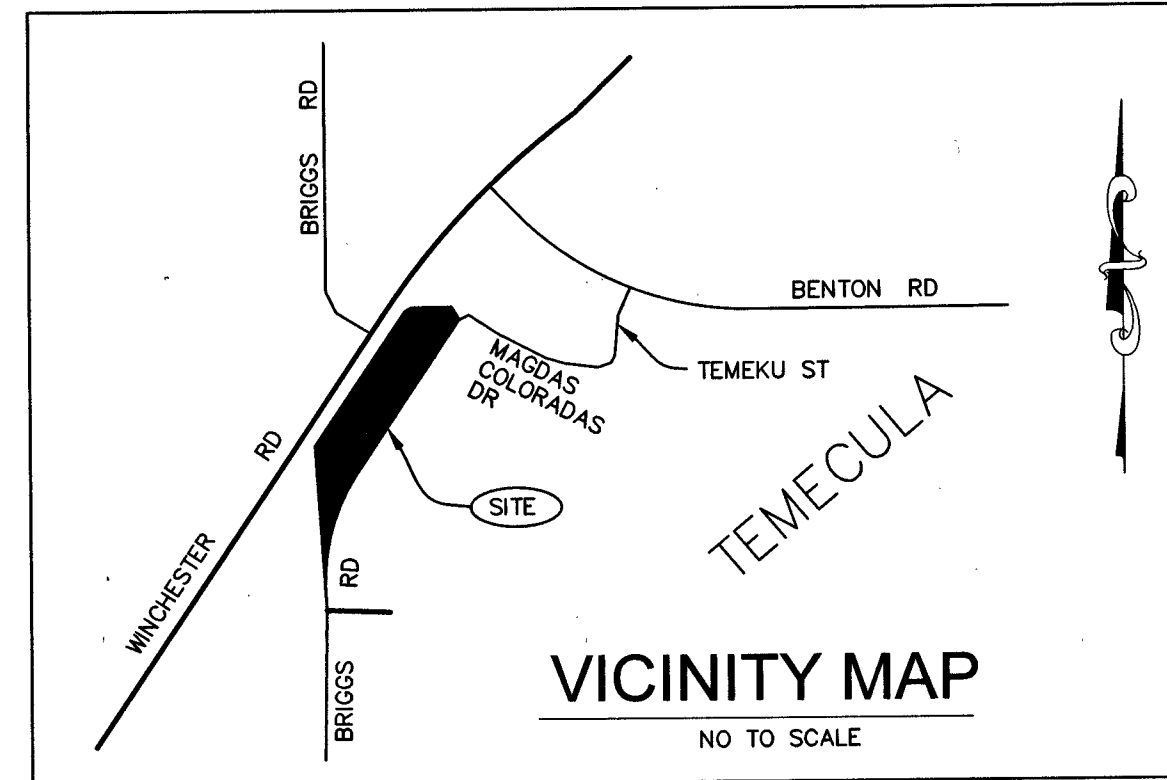 BRIGGS RD
BENTON RD
MAGDAS
COLORADAS
DR
TEMEKU ST
TEMECULA
WINCHESTER RD
SITE
BRIGGS RD
VICINITY MAP
NO TO SCALE